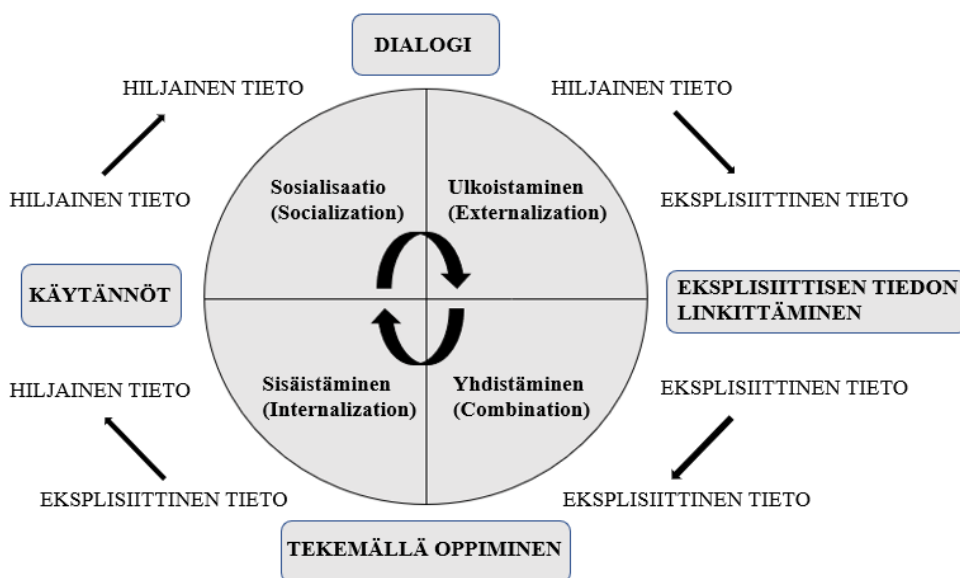 DIALOGI
HILJAINEN TIETO
HILJAINEN TIETO
HILJAINEN TIETO
EKSPLISIITTINEN TIETO
Sosialisaatio
(Socialization)
Ulkoistaminen
(Externalization)
KÄYTÄNNÖT
EKSPLISIITTISEN TIEDON
LINKITTÄMINEN
Sisäistäminen
(Internalization)
Yhdistäminen
(Combination)
HILJAINEN TIETO
EKSPLISIITTINEN TIETO
EKSPLISIITTINEN TIETO
EKSPLISIITTINEN TIETO
TEKEMÄLLÄ OPPIMINEN